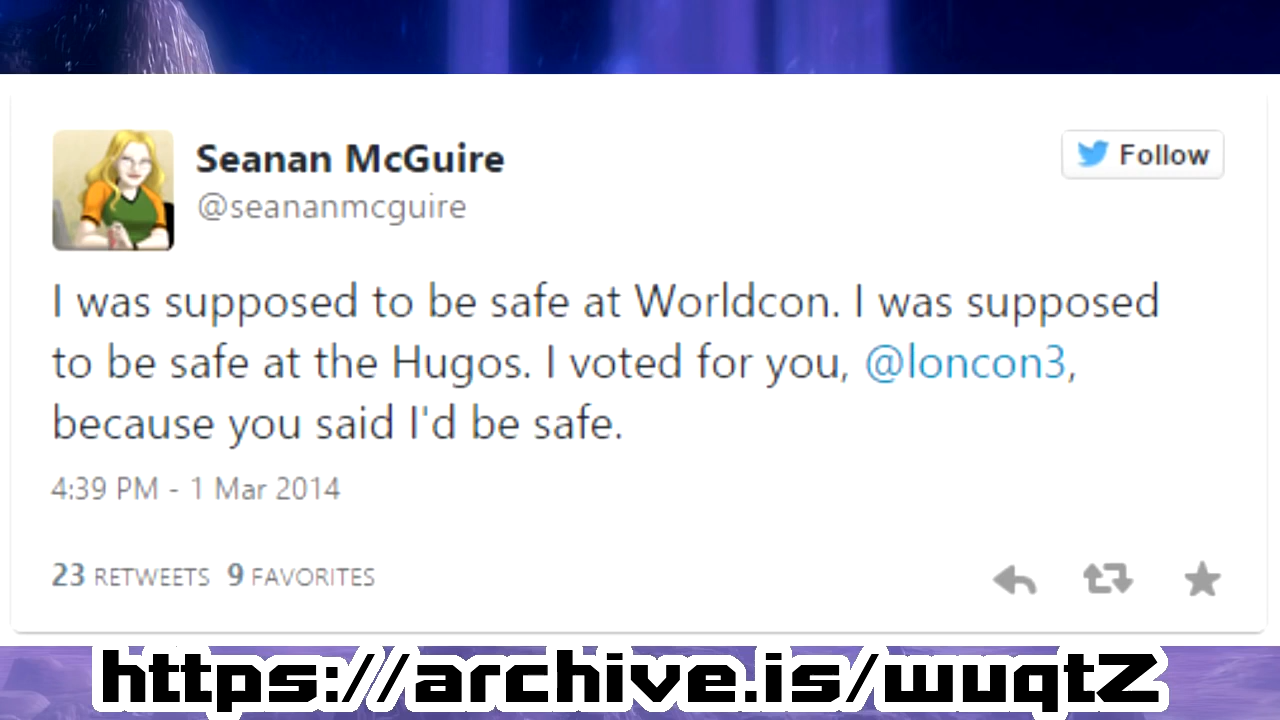 Seanan McGuire
@seananmcguire
Follow
I was supposed to be safe at Worldcon. I was supposed
to be safe at the Hugos. I voted for you, @loncon3,
because you said I'd be safe.
4:39 PM - 1 Mar 2014
23 RETWEETS 9 FAVORITES
https://archive.is/wuqtZ